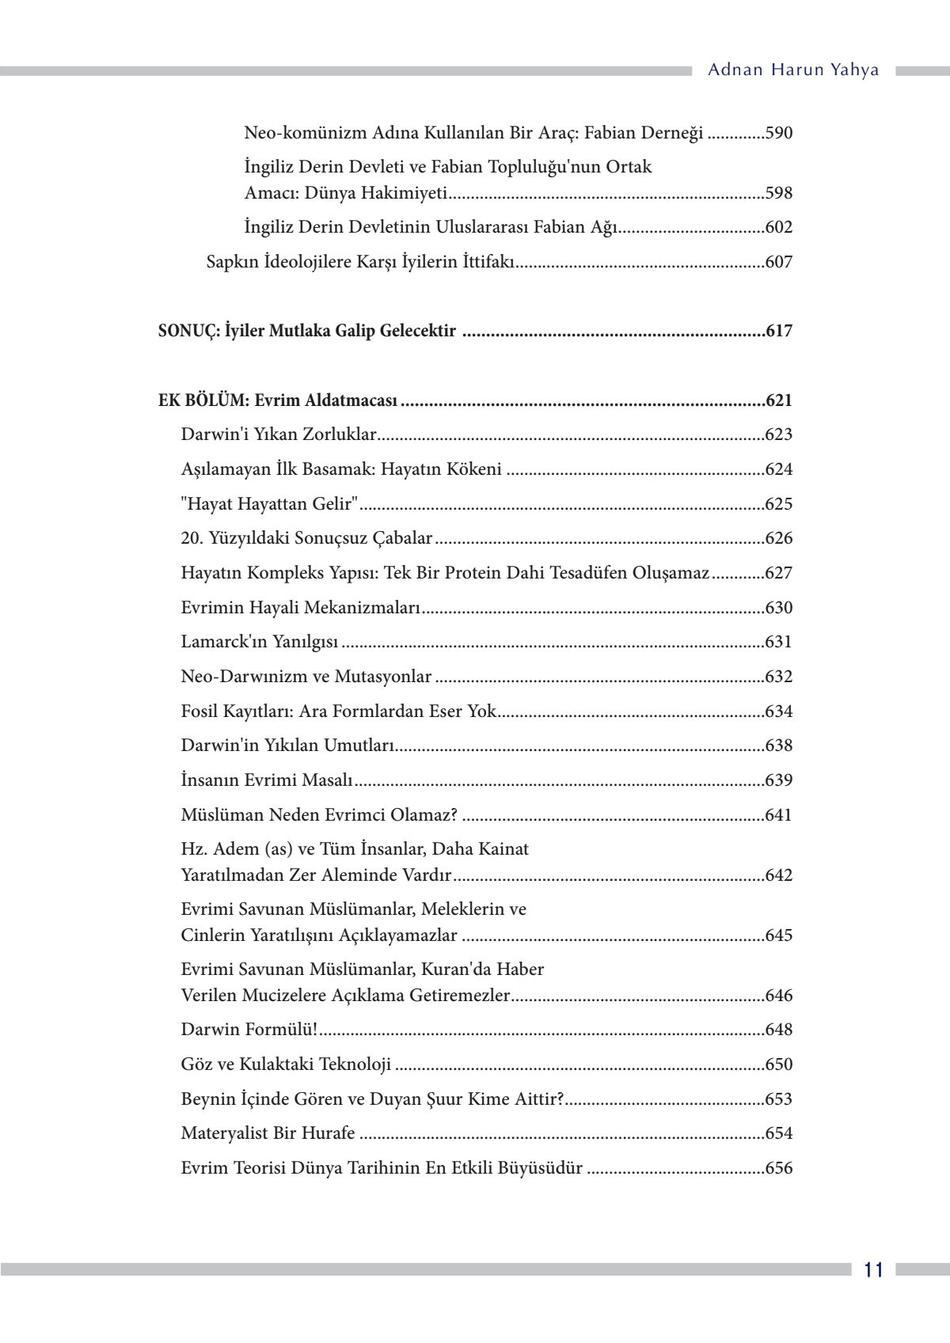 Adnan Harun Yahya
Neo-komünizm Adına Kullanılan Bir Araç: Fabian Derneği .............590
İngiliz Derin Devleti ve Fabian Topluluğu'nun Ortak
Amacı: Dünya Hakimiyeti.......................................................................598
İngiliz Derin Devletinin Uluslararası Fabian Ağı.................................602
Sapkın İdeolojilere Karşı İyilerin İttifakı........................................................607
SONUÇ: İyiler Mutlaka Galip Gelecektir ................................................................617
EK BÖLÜM: Evrim Aldatmacası .............................................................................621
Darwin'i Yıkan Zorluklar.......................................................................................623
Aşılamayan İlk Basamak: Hayatın Kökeni ..........................................................624
"Hayat Hayattan Gelir"...........................................................................................625
20. Yüzyıldaki Sonuçsuz Çabalar ..........................................................................626
Hayatın Kompleks Yapısı: Tek Bir Protein Dahi Tesadüfen Oluşamaz............627
Evrimin Hayali Mekanizmaları.............................................................................630
Lamarck'ın Yanılgısı ...............................................................................................631
Neo-Darwınizm ve Mutasyonlar ..........................................................................632
Fosil Kayıtları: Ara Formlardan Eser Yok............................................................634
Darwin'in Yıkılan Umutları...................................................................................638
İnsanın Evrimi Masalı............................................................................................639
Müslüman Neden Evrimci Olamaz? ....................................................................641
Hz. Adem (as) ve Tüm İnsanlar, Daha Kainat
Yaratılmadan Zer Aleminde Vardır......................................................................642
Evrimi Savunan Müslümanlar, Meleklerin ve
Cinlerin Yaratılışını Açıklayamazlar ....................................................................645
Evrimi Savunan Müslümanlar, Kuran'da Haber
Verilen Mucizelere Açıklama Getiremezler.........................................................646
Darwin Formülü!....................................................................................................648
Göz ve Kulaktaki Teknoloji ...................................................................................650
Beynin İçinde Gören ve Duyan Şuur Kime Aittir?.............................................653
Materyalist Bir Hurafe ...........................................................................................654
Evrim Teorisi Dünya Tarihinin En Etkili Büyüsüdür ........................................656
11